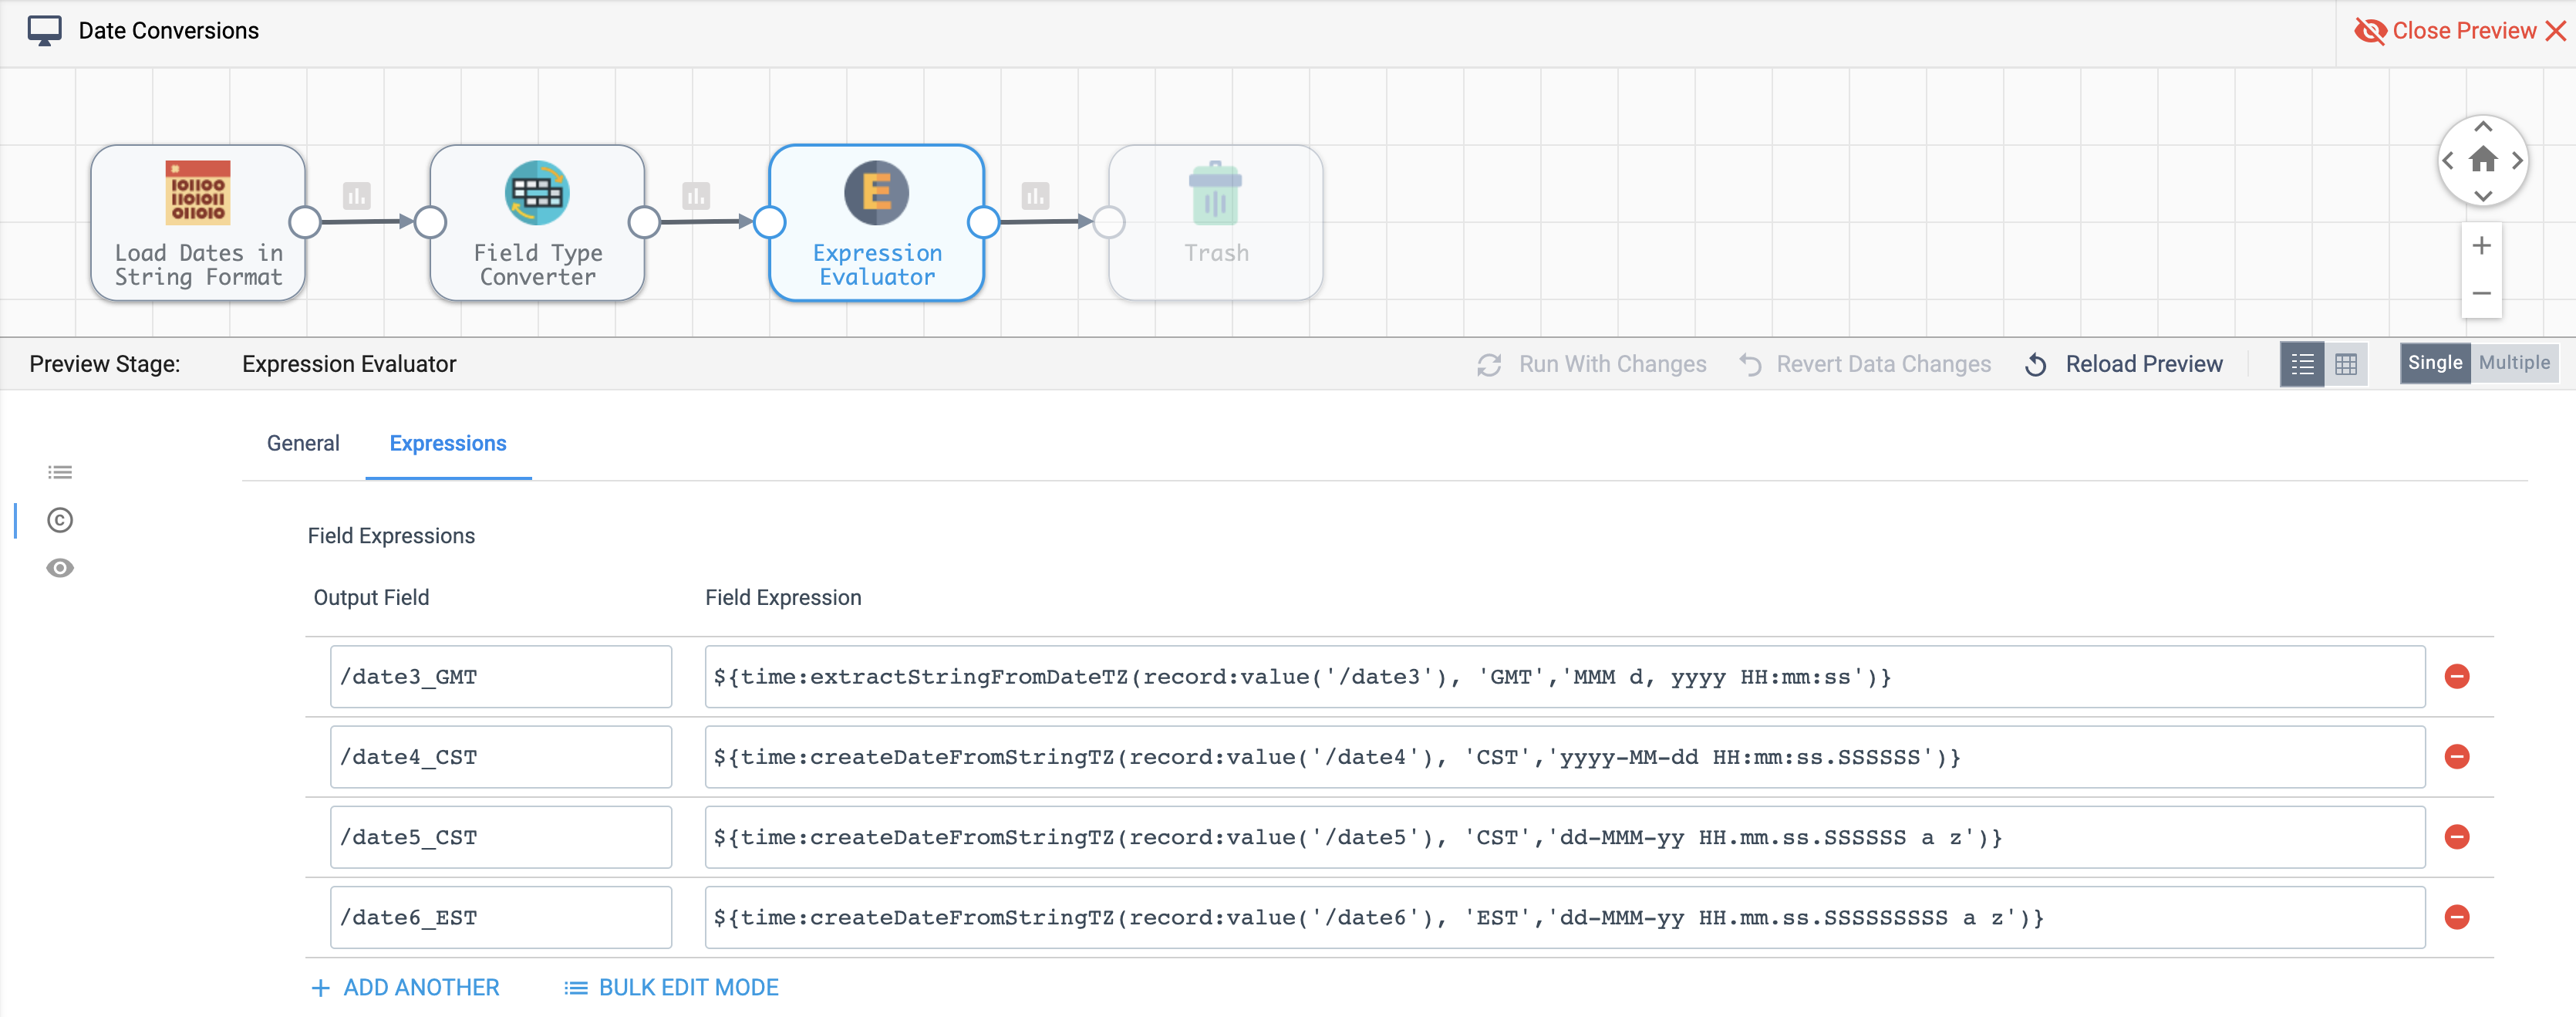 Date Conversions
Close Preview
Load Dates in
String Format
Field Type
Converter
E
Expression
Evaluator
Trash
Preview Stage:
Expression Evaluator
Run With Changes
Revert Data Changes
Reload Preview
Single
Multiple
General
Expressions
Field Expressions
Output Field
Field Expression
/date3_GMT
${time:extractStringFromDateTZ(record:value('/date3'), 'GMT','MMM d, yyyy HH:mm:ss')}
/date4_CST
${time:createDateFromStringTZ(record:value('/date4'), 'CST','yyyy-MM-dd HH:mm:ss.SSSSSS')}
/date5_CST
${time:createDateFromStringTZ(record:value('/date5'), 'CST','dd-MMM-yy HH.mm.ss.SSSSSS a z')}
/date6_EST
${time:createDateFromStringTZ(record:value('/date6'), 'EST','dd-MMM-yy HH.mm.ss.SSSSSSSSS a z')}
+ ADD ANOTHER
BULK EDIT MODE